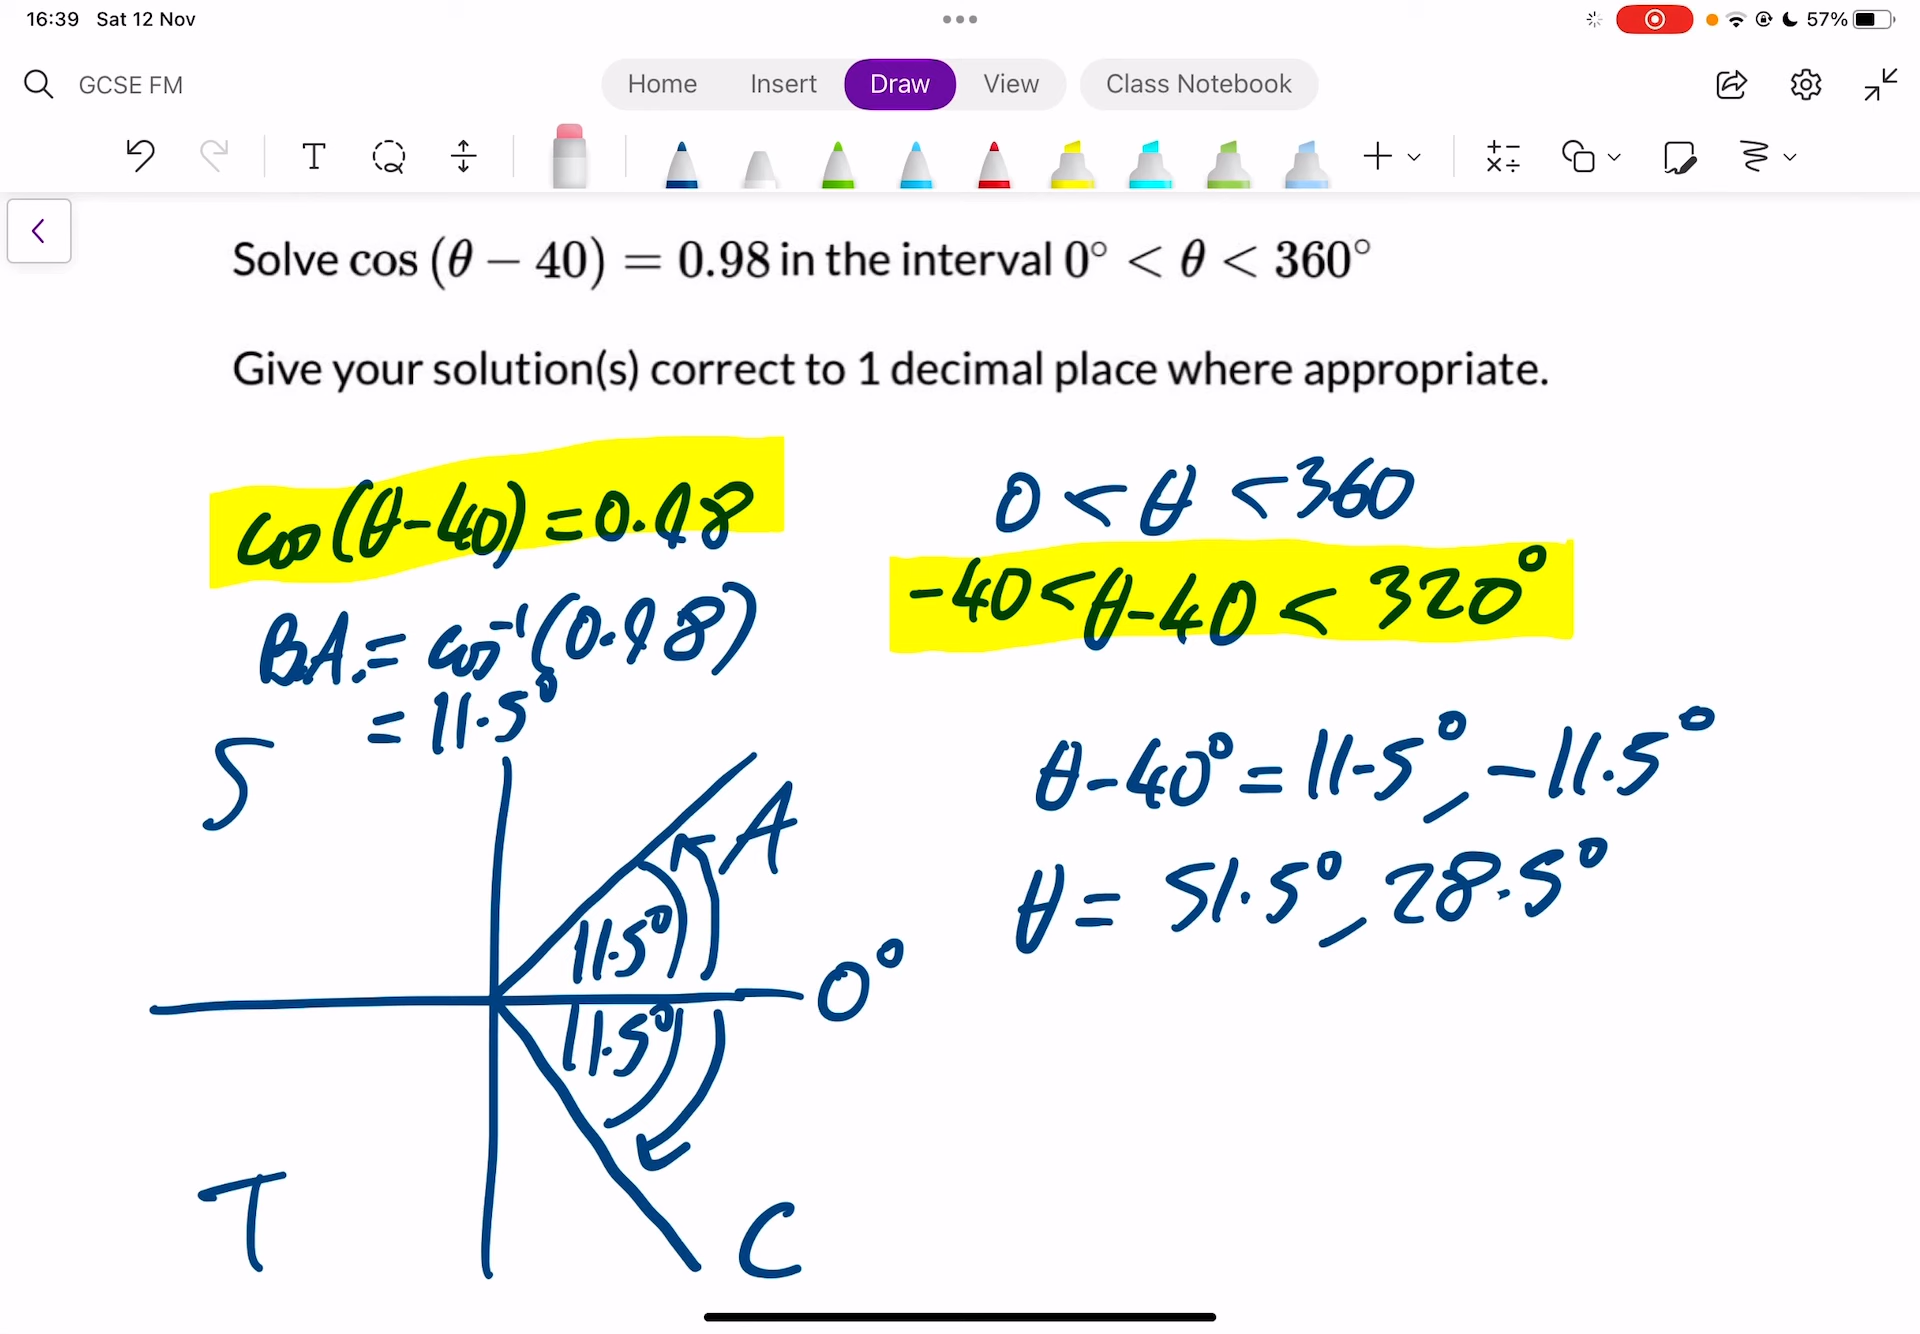 16:39 Sat 12 Nov
57%
GCSE FM
Home Insert Draw View Class Notebook
T
Solve cos (θ − 40) = 0.98 in the interval 0° < θ < 360°
Give your solution(s) correct to 1 decimal place where appropriate.
cos(θ-40) = 0.98
B.A. = cos⁻¹(0.98)
= 11.5°
S
A
11.5°
0°
11.5°
T
C
0 < θ < 360
-40 < θ-40 < 320°
θ-40° = 11.5°, -11.5°
θ = 51.5°, 28.5°